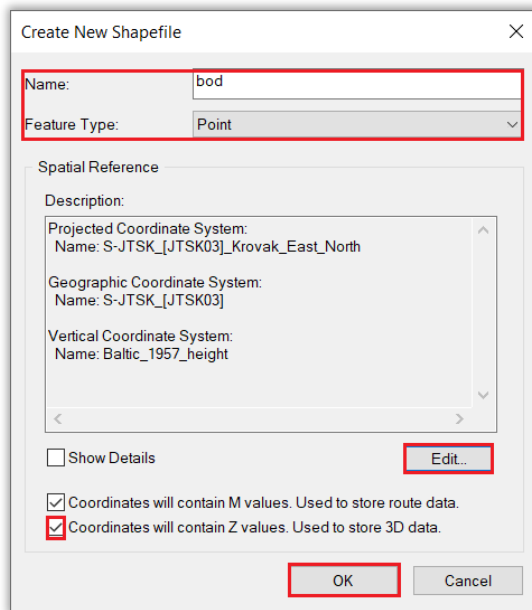 Create New Shapefile
Name: bod
Feature Type: Point
Spatial Reference
Description:
Projected Coordinate System:
Name: S-JTSK_[JTSK03]_Krovak_East_North
Geographic Coordinate System:
Name: S-JTSK_[JTSK03]
Vertical Coordinate System:
Name: Baltic_1957_height
Show Details Edit...
Coordinates will contain M values. Used to store route data.
Coordinates will contain Z values. Used to store 3D data.
OK Cancel